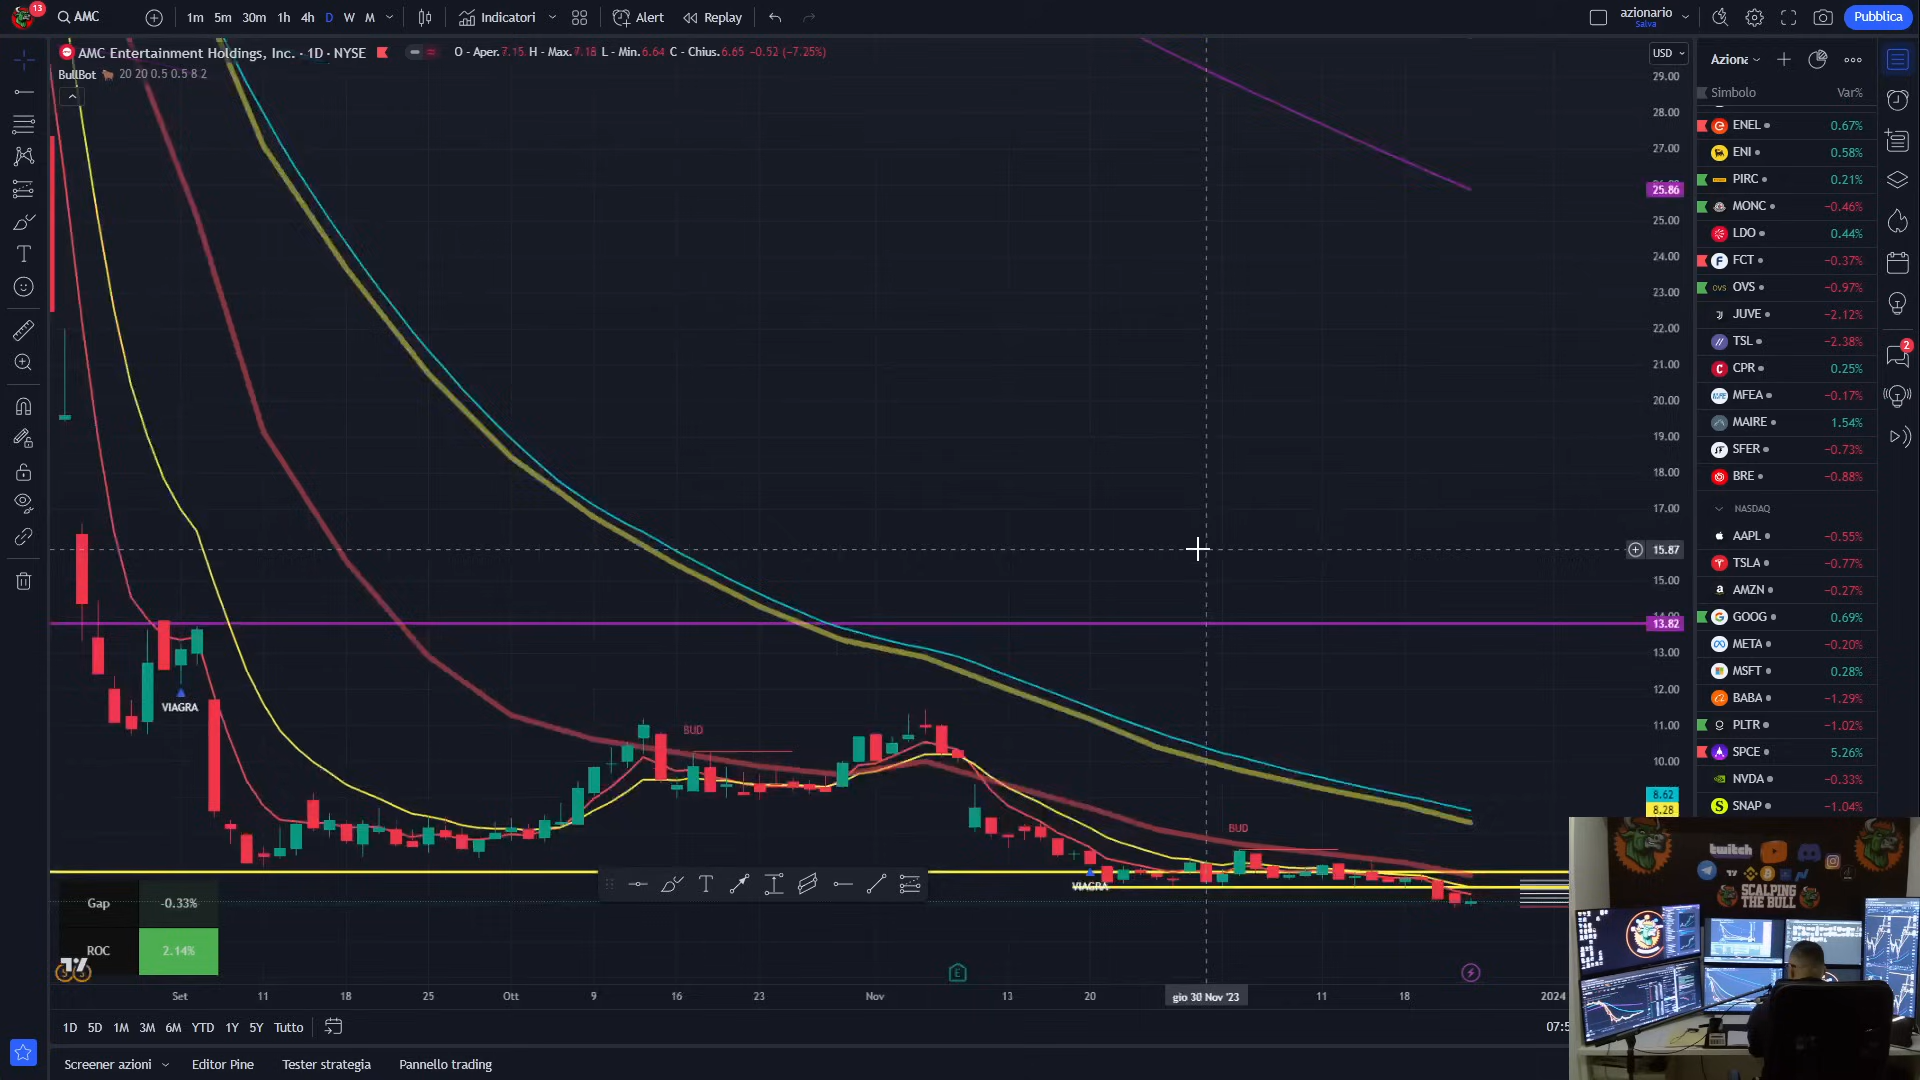 13
AMC
1m 5m 30m 1h 4h D W M
Indicatori
Alert
Replay
azionario
Salva
Pubblica
AMC Entertainment Holdings, Inc. · 1D · NYSE
O - Aper.7.15 H - Max.7.18 L - Min.6.64 C - Chius.6.65 −0.52 (−7.25%)
BullBot 20 20 0.5 0.5 8 2
USD
29.00
28.00
27.00
25.86
25.00
24.00
23.00
22.00
21.00
20.00
19.00
18.00
17.00
15.87
15.00
13.82
13.00
12.00
11.00
10.00
8.62
8.28
VIAGRA
BUD
BUD
VIAGRA
Gap -0.33%
ROC 2.14%
E
Set 11 18 25 Ott 9 16 23 Nov 13 20 gio 30 Nov '23 11 18 2024
1D 5D 1M 3M 6M YTD 1Y 5Y Tutto
07:5
Screener azioni
Editor Pine
Tester strategia
Pannello trading
Aziona
Simbolo Var%
ENEL 0.67%
ENI 0.58%
PIRC 0.21%
MONC −0.46%
LDO 0.44%
FCT −0.37%
OVS −0.97%
JUVE −2.12%
TSL −2.38%
CPR 0.25%
MFEA −0.17%
MAIRE 1.54%
SFER −0.73%
BRE −0.88%
NASDAQ
AAPL −0.55%
TSLA −0.77%
AMZN −0.27%
GOOG 0.69%
META −0.20%
MSFT 0.28%
BABA −1.29%
PLTR −1.02%
SPCE 5.26%
NVDA −0.33%
SNAP −1.04%
2
twitch
SCALPING
THE BULL